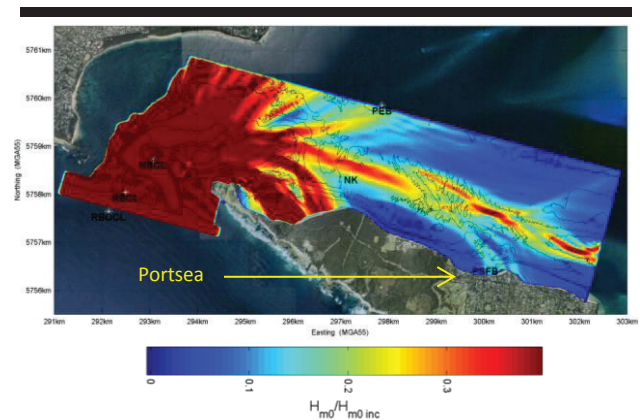 5761km
5760km
5759km
5758km
5757km
5756km
Northing (MGA55)
PEB
NK
RBOCL
PSFB
Portsea
291km 292km 293km 294km 295km 296km 297km 298km 299km 300km 301km 302km 303km
Easting (MGA55)
0 0.1 0.2 0.3
Hm0/Hm0 inc